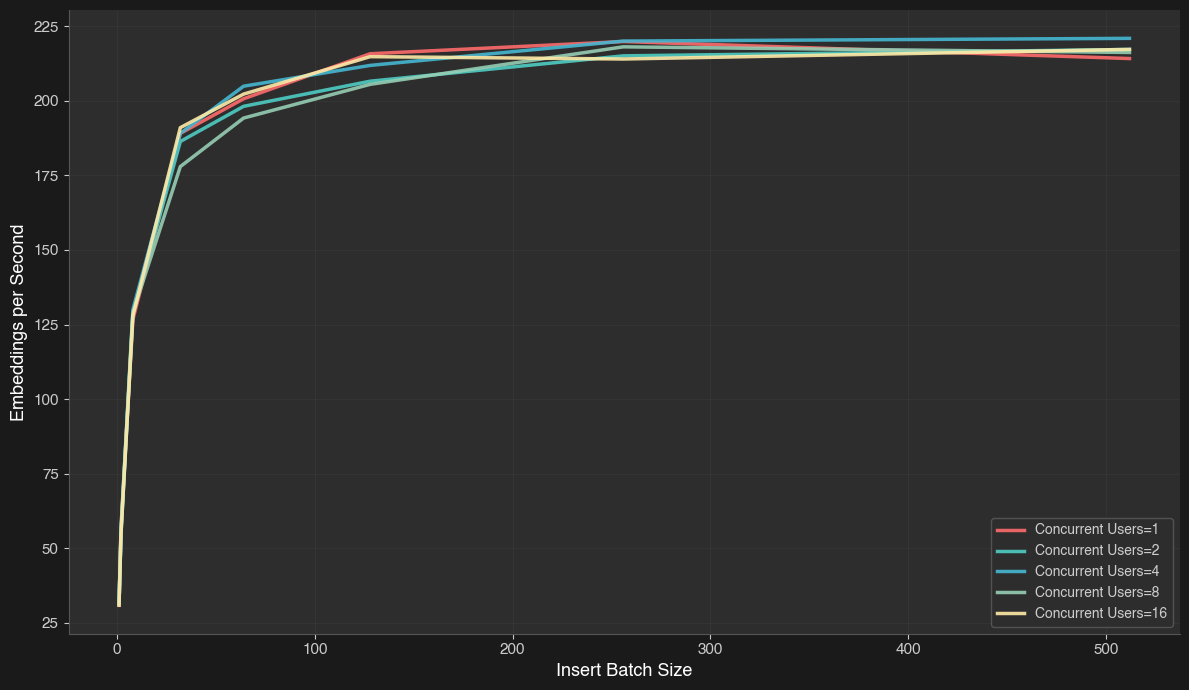 225
200
175
150
125
100
75
50
25
Embeddings per Second
0 100 200 300 400 500
Insert Batch Size
Concurrent Users=1
Concurrent Users=2
Concurrent Users=4
Concurrent Users=8
Concurrent Users=16